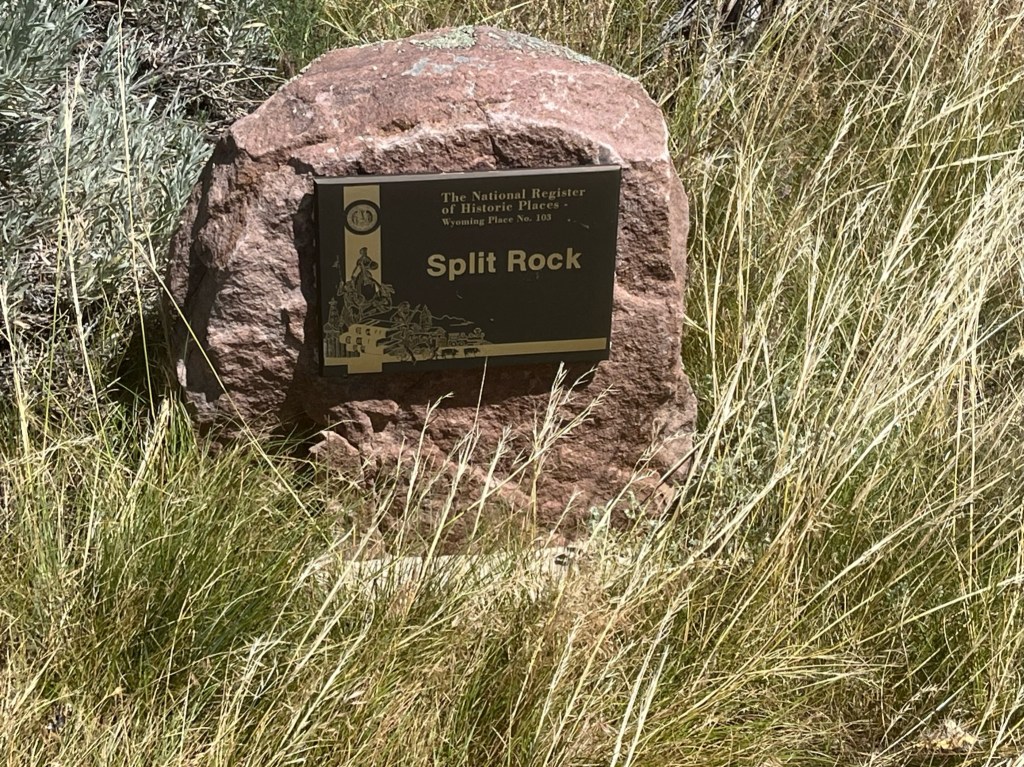 The National Register
of Historic Places -
Wyoming Place No. 103
Split Rock